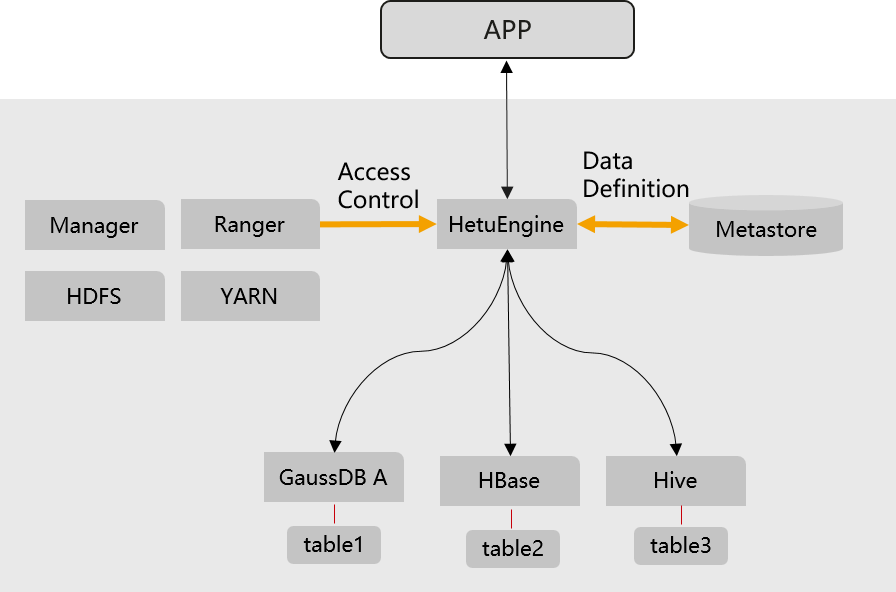 APP
Access
Control
Data
Definition
Manager
Ranger
HetuEngine
Metastore
HDFS
YARN
GaussDB A
HBase
Hive
table1
table2
table3